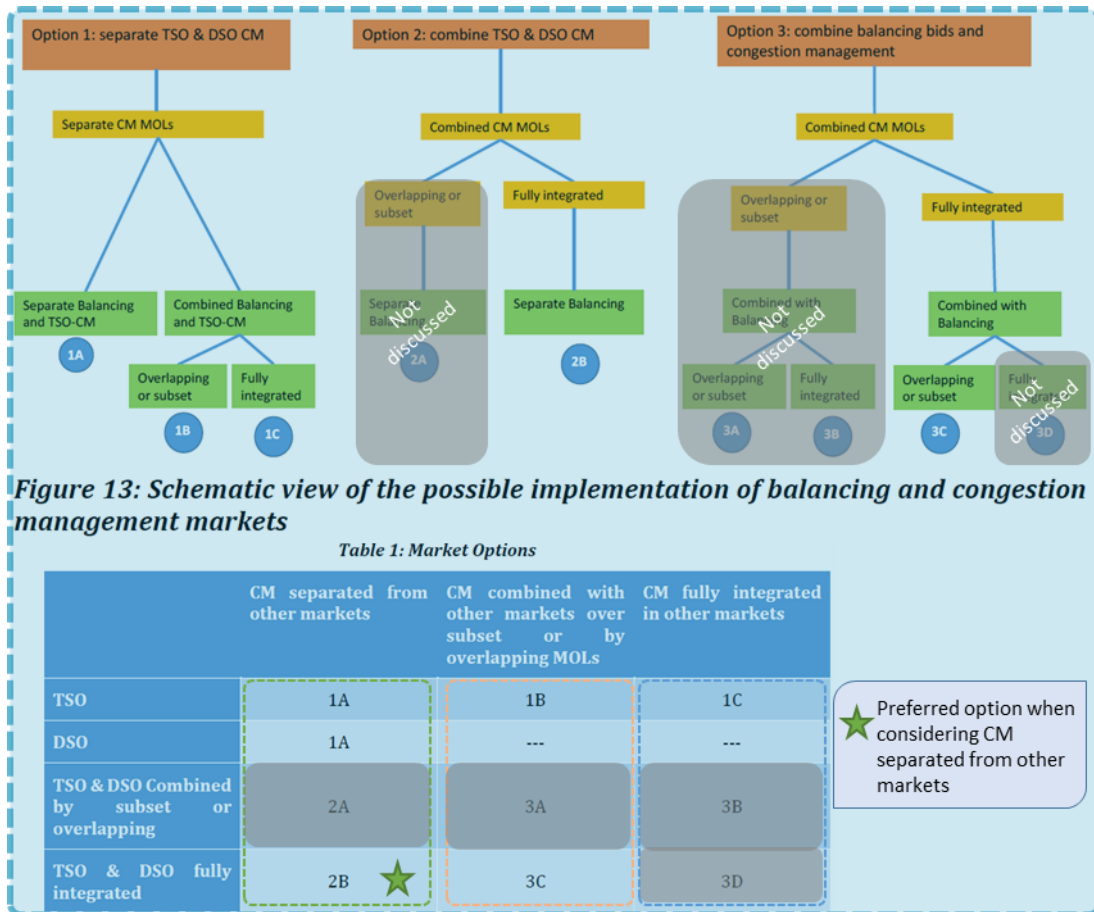 Option 1: separate TSO & DSO CM
Option 2: combine TSO & DSO CM
Option 3: combine balancing bids and
congestion management
Separate CM MOLs
Combined CM MOLs
Combined CM MOLs
Overlapping or
subset
Fully integrated
Overlapping or
subset
Fully integrated
Separate Balancing
and TSO-CM
Combined Balancing
and TSO-CM
Separate
Balancing
Not
discussed
Separate Balancing
Combined with
Balancing
Not
discussed
Combined with
Balancing
1A
2A
2B
Overlapping
or subset
Fully
integrated
Overlapping
or subset
Fully
integrated
Overlapping
or subset
Fully
integrat
Not
discussed
1B
1C
3A
3B
3C
3D
Figure 13: Schematic view of the possible implementation of balancing and congestion
management markets
Table 1: Market Options
CM separated from
other markets
CM combined with
other markets over
subset or by
overlapping MOLs
CM fully integrated
in other markets
TSO 1A 1B 1C
DSO 1A --- ---
TSO & DSO Combined
by subset or
overlapping
2A 3A 3B
TSO & DSO fully
integrated
2B 3C 3D
Preferred option when
considering CM
separated from other
markets